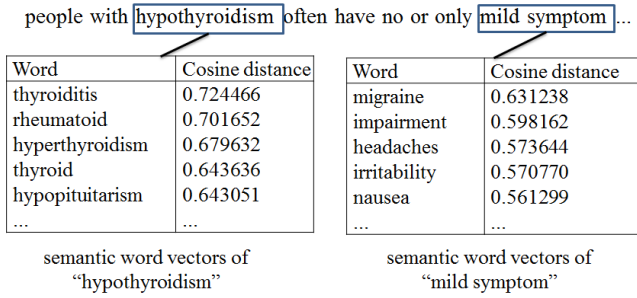 people with hypothyroidism often have no or only mild symptom ...
Word Cosine distance
thyroiditis 0.724466
rheumatoid 0.701652
hyperthyroidism 0.679632
thyroid 0.643636
hypopituitarism 0.643051
... ...
semantic word vectors of
“hypothyroidism”
Word Cosine distance
migraine 0.631238
impairment 0.598162
headaches 0.573644
irritability 0.570770
nausea 0.561299
... ...
semantic word vectors of
“mild symptom”